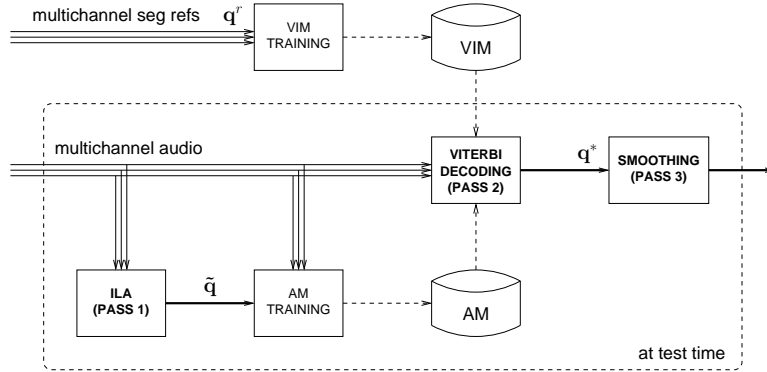 multichannel seg refs
q^r
VIM
TRAINING
VIM
multichannel audio
VITERBI
DECODING
(PASS 2)
q*
SMOOTHING
(PASS 3)
ILA
(PASS 1)
q̃
AM
TRAINING
AM
at test time